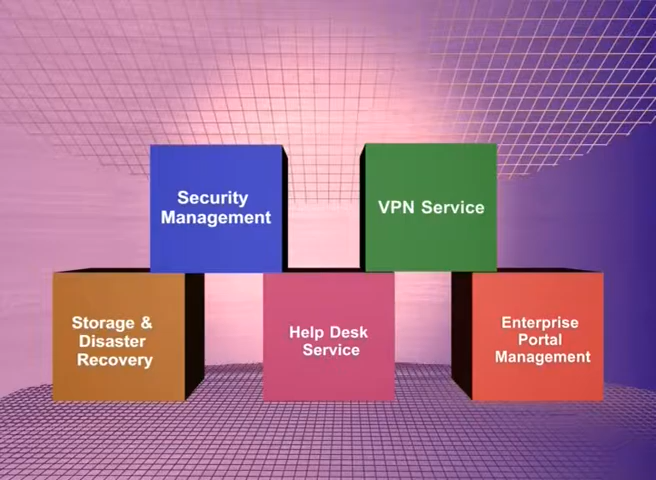 Security
Management
VPN Service
Storage &
Disaster
Recovery
Help Desk
Service
Enterprise
Portal
Management